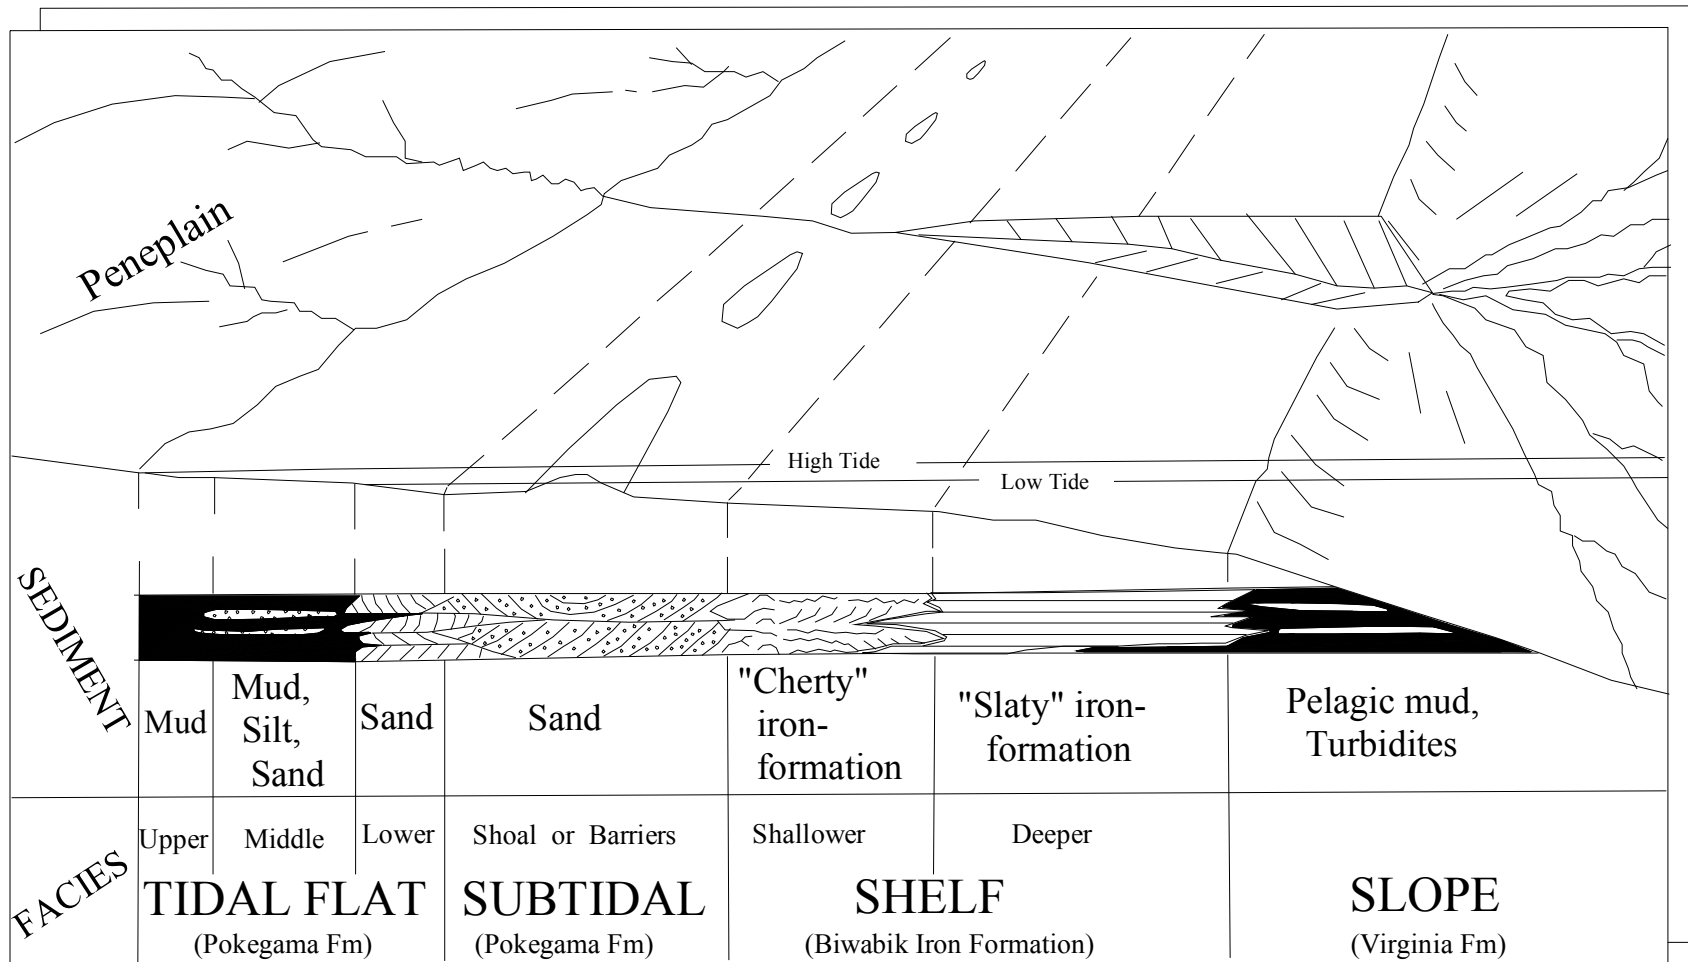 Peneplain
High Tide
Low Tide
SEDIMENT
Mud
Mud,
Silt,
Sand
Sand
Sand
"Cherty"
iron-
formation
"Slaty" iron-
formation
Pelagic mud,
Turbidites
FACIES
Upper
Middle
Lower
Shoal or Barriers
Shallower
Deeper
TIDAL FLAT
(Pokegama Fm)
SUBTIDAL
(Pokegama Fm)
SHELF
(Biwabik Iron Formation)
SLOPE
(Virginia Fm)